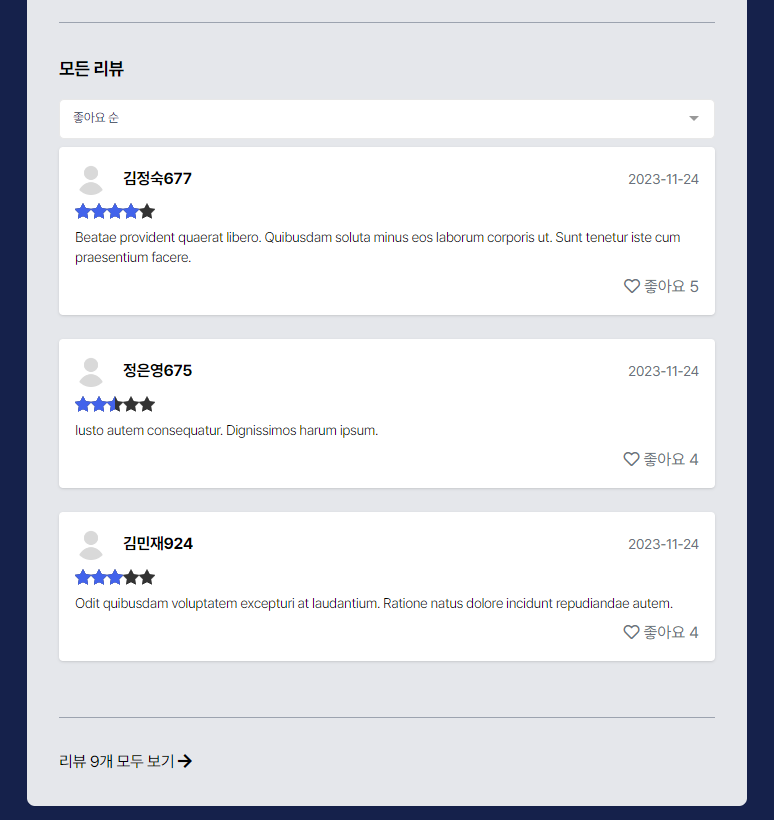 모든 리뷰
좋아요 순
김정숙677
2023-11-24
Beatae provident quaerat libero. Quibusdam soluta minus eos laborum corporis ut. Sunt tenetur iste cum
praesentium facere.
좋아요 5
정은영675
2023-11-24
Iusto autem consequatur. Dignissimos harum ipsum.
좋아요 4
김민재924
2023-11-24
Odit quibusdam voluptatem excepturi at laudantium. Ratione natus dolore incidunt repudiandae autem.
좋아요 4
리뷰 9개 모두 보기